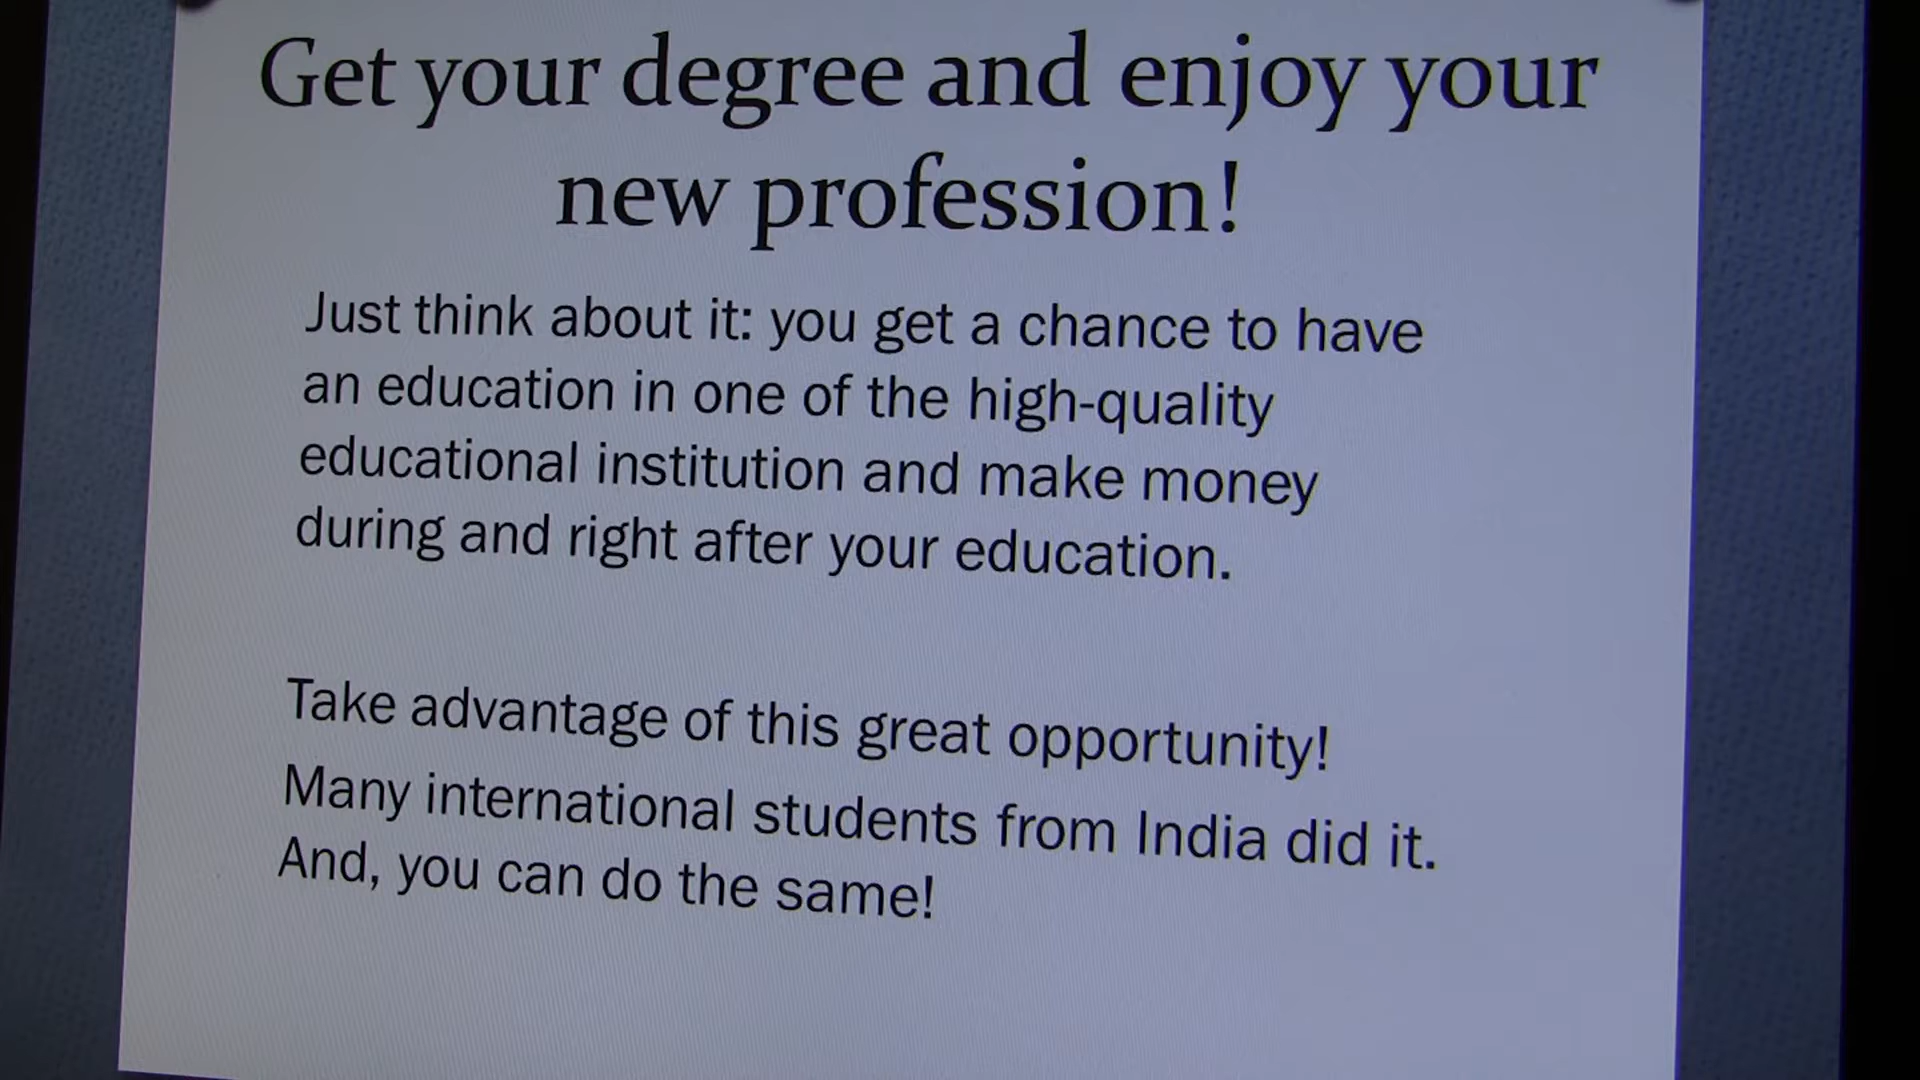 Get your degree and enjoy your
new profession!
Just think about it: you get a chance to have
an education in one of the high-quality
educational institution and make money
during and right after your education.
Take advantage of this great opportunity!
Many international students from India did it.
And, you can do the same!